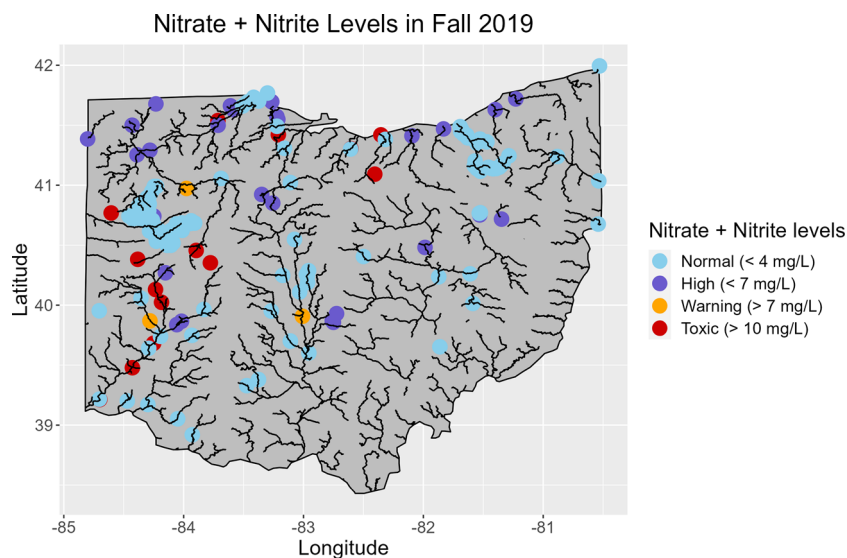 Nitrate + Nitrite Levels in Fall 2019
42
41
40
39
Latitude
-85
-84
-83
-82
-81
Longitude
Nitrate + Nitrite levels
Normal (< 4 mg/L)
High (< 7 mg/L)
Warning (> 7 mg/L)
Toxic (> 10 mg/L)